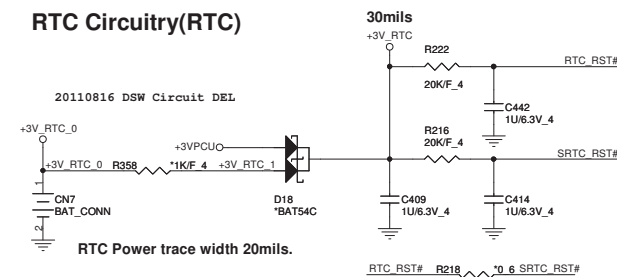 RTC Circuitry(RTC)
30mils
+3V_RTC
R222
RTC_RST#
20K/F_4
20110816 DSW Circuit DEL
C442
1U/6.3V_4
+3V_RTC_0
+3VPCU
R216
20K/F_4
SRTC_RST#
+3V_RTC_0 R358 *1K/F_4 +3V_RTC_1
1
CN7
BAT_CONN
2
D18
*BAT54C
C409
1U/6.3V_4
C414
1U/6.3V_4
RTC Power trace width 20mils.
RTC_RST# R218 *0_6 SRTC_RST#